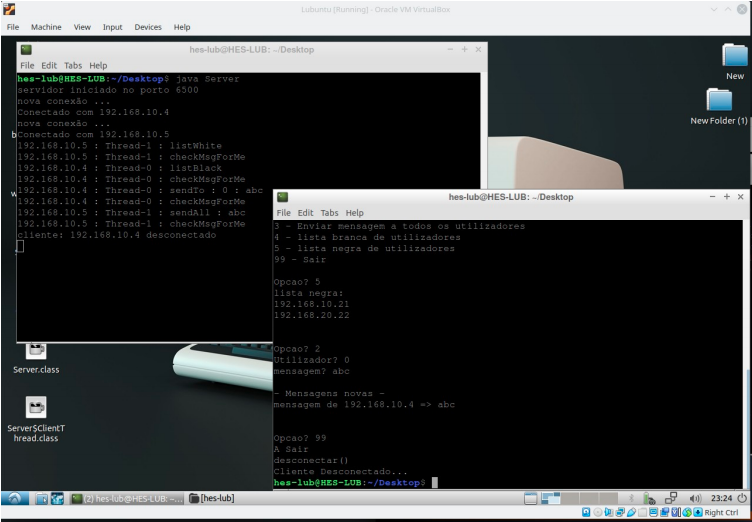 Lubuntu [Running] - Oracle VM VirtualBox
File Machine View Input Devices Help
hes-lub@HES-LUB: ~/Desktop
File Edit Tabs Help
hes-lub@HES-LUB:~/Desktop$ java Server
servidor iniciado no porto 6500
nova conexão ...
Conectado com 192.168.10.4
nova conexão ...
Conectado com 192.168.10.5
192.168.10.5 : Thread-1 : listWhite
192.168.10.5 : Thread-1 : checkMsgForMe
192.168.10.4 : Thread-0 : listBlack
192.168.10.4 : Thread-0 : checkMsgForMe
192.168.10.4 : Thread-0 : sendTo : 0 : abc
192.168.10.4 : Thread-0 : checkMsgForMe
192.168.10.5 : Thread-1 : sendAll : abc
192.168.10.5 : Thread-1 : checkMsgForMe
cliente: 192.168.10.4 desconectado
New
New Folder (1)
hes-lub@HES-LUB: ~/Desktop
File Edit Tabs Help
3 - Enviar mensagem a todos os utilizadores
4 - lista branca de utilizadores
5 - lista negra de utilizadores
99 - Sair
Opcao? 5
lista negra:
192.168.10.21
192.168.20.22
Opcao? 2
Utilizador? 0
mensagem? abc
- Mensagens novas -
mensagem de 192.168.10.4 => abc
Opcao? 99
A Sair
desconectar()
Cliente Desconectado...
hes-lub@HES-LUB:~/Desktop$
Server.class
Server$ClientT
hread.class
(2) hes-lub@HES-LUB: ~...
[hes-lub]
23:24
Right Ctrl